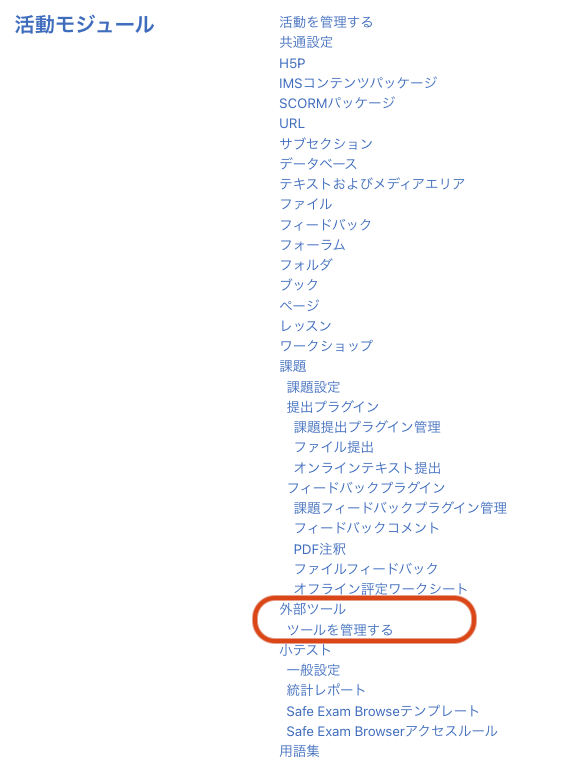 活動モジュール
活動を管理する
共通設定
H5P
IMSコンテンツパッケージ
SCORMパッケージ
URL
サブセクション
データベース
テキストおよびメディアエリア
ファイル
フィードバック
フォーラム
フォルダ
ブック
ページ
レッスン
ワークショップ
課題
課題設定
提出プラグイン
課題提出プラグイン管理
ファイル提出
オンラインテキスト提出
フィードバックプラグイン
課題フィードバックプラグイン管理
フィードバックコメント
PDF注釈
ファイルフィードバック
オフライン評定ワークシート
外部ツール
ツールを管理する
小テスト
一般設定
統計レポート
Safe Exam Browseテンプレート
Safe Exam Browserアクセスルール
用語集